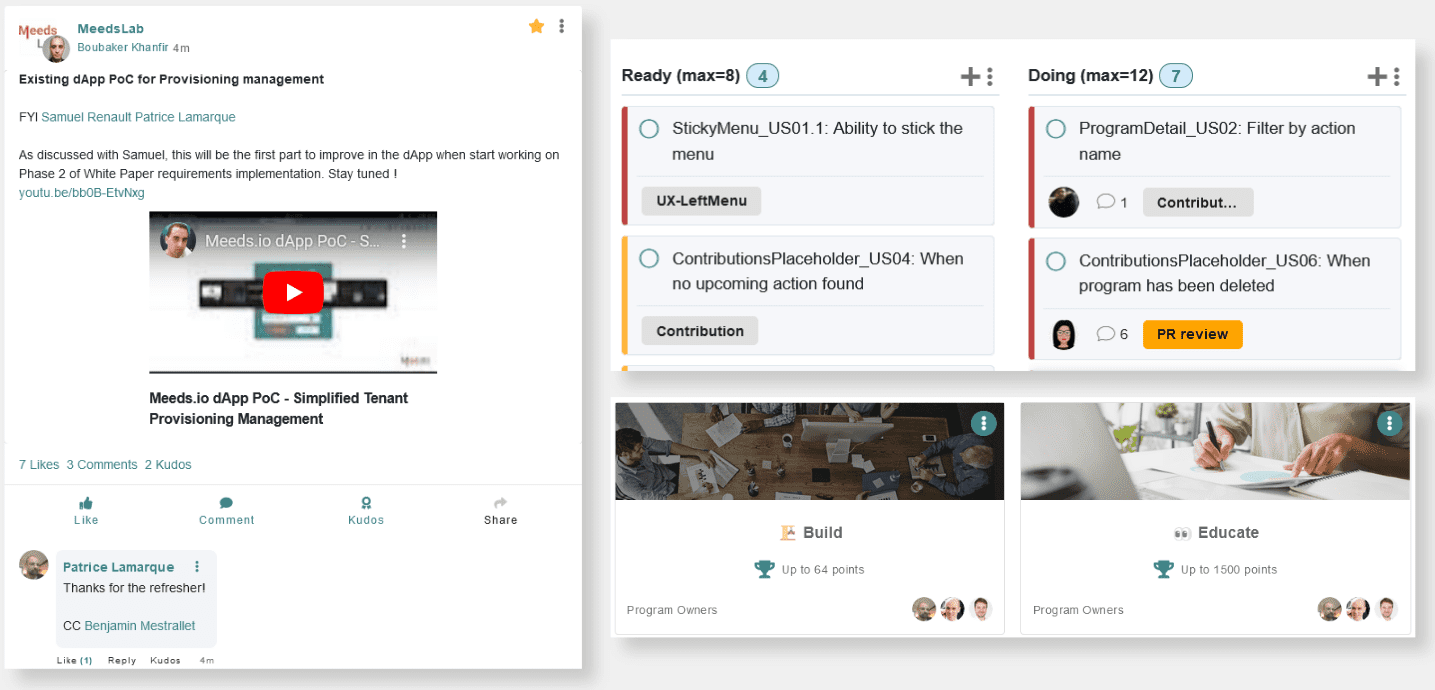 Meeds
L
MeedsLab
Boubaker Khanfir 4m
Existing dApp PoC for Provisioning management
FYI Samuel Renault Patrice Lamarque
As discussed with Samuel, this will be the first part to improve in the dApp when start working on
Phase 2 of White Paper requirements implementation. Stay tuned !
youtu.be/bb0B-EtvNxg
Meeds.io dApp PoC - S...
Meeds.io dApp PoC - Simplified Tenant
Provisioning Management
7 Likes 3 Comments 2 Kudos
Like Comment Kudos Share
Patrice Lamarque
Thanks for the refresher!
CC Benjamin Mestrallet
Like (1) Reply Kudos 4m
Ready (max=8) 4
StickyMenu_US01.1: Ability to stick the
menu
UX-LeftMenu
ContributionsPlaceholder_US04: When
no upcoming action found
Contribution
Doing (max=12) 7
ProgramDetail_US02: Filter by action
name
1 Contribut...
ContributionsPlaceholder_US06: When
program has been deleted
6 PR review
Build
Up to 64 points
Program Owners
Educate
Up to 1500 points
Program Owners